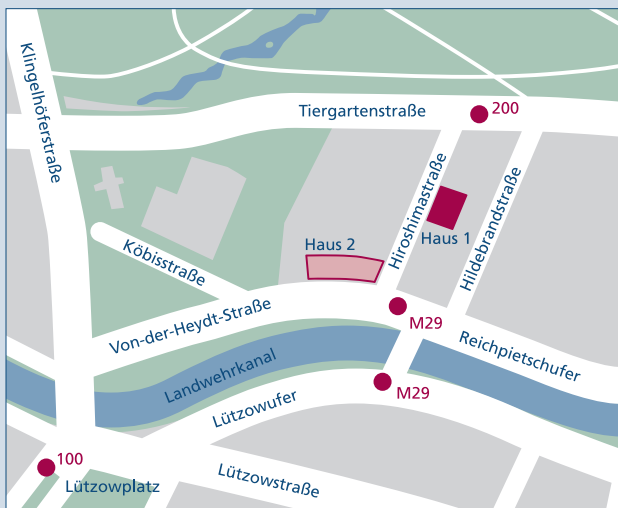 Klingelhöferstraße
Tiergartenstraße
200
Hiroshimastraße
Hildebrandstraße
Haus 1
Haus 2
Köbisstraße
Von-der-Heydt-Straße
M29
Reichpietschufer
Landwehrkanal
M29
Lützowufer
100
Lützowplatz
Lützowstraße